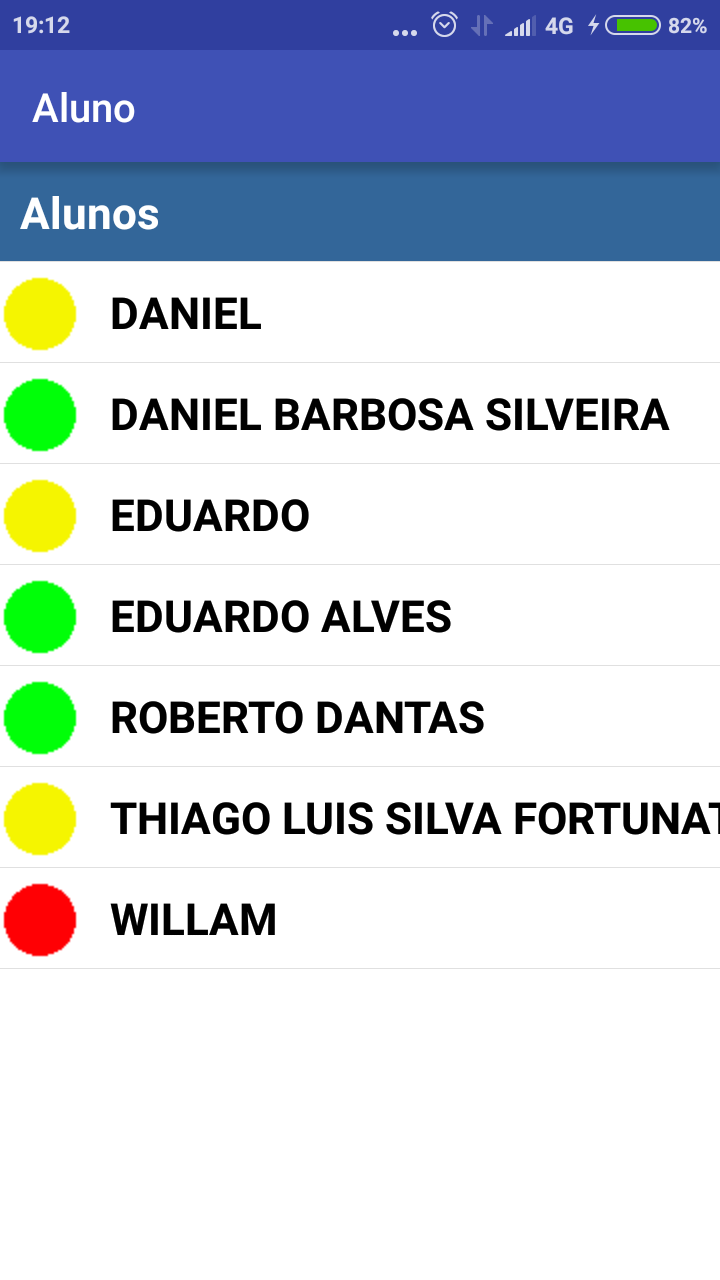 19:12 ... 4G 82%
Aluno
Alunos
DANIEL
DANIEL BARBOSA SILVEIRA
EDUARDO
EDUARDO ALVES
ROBERTO DANTAS
THIAGO LUIS SILVA FORTUNAT
WILLAM